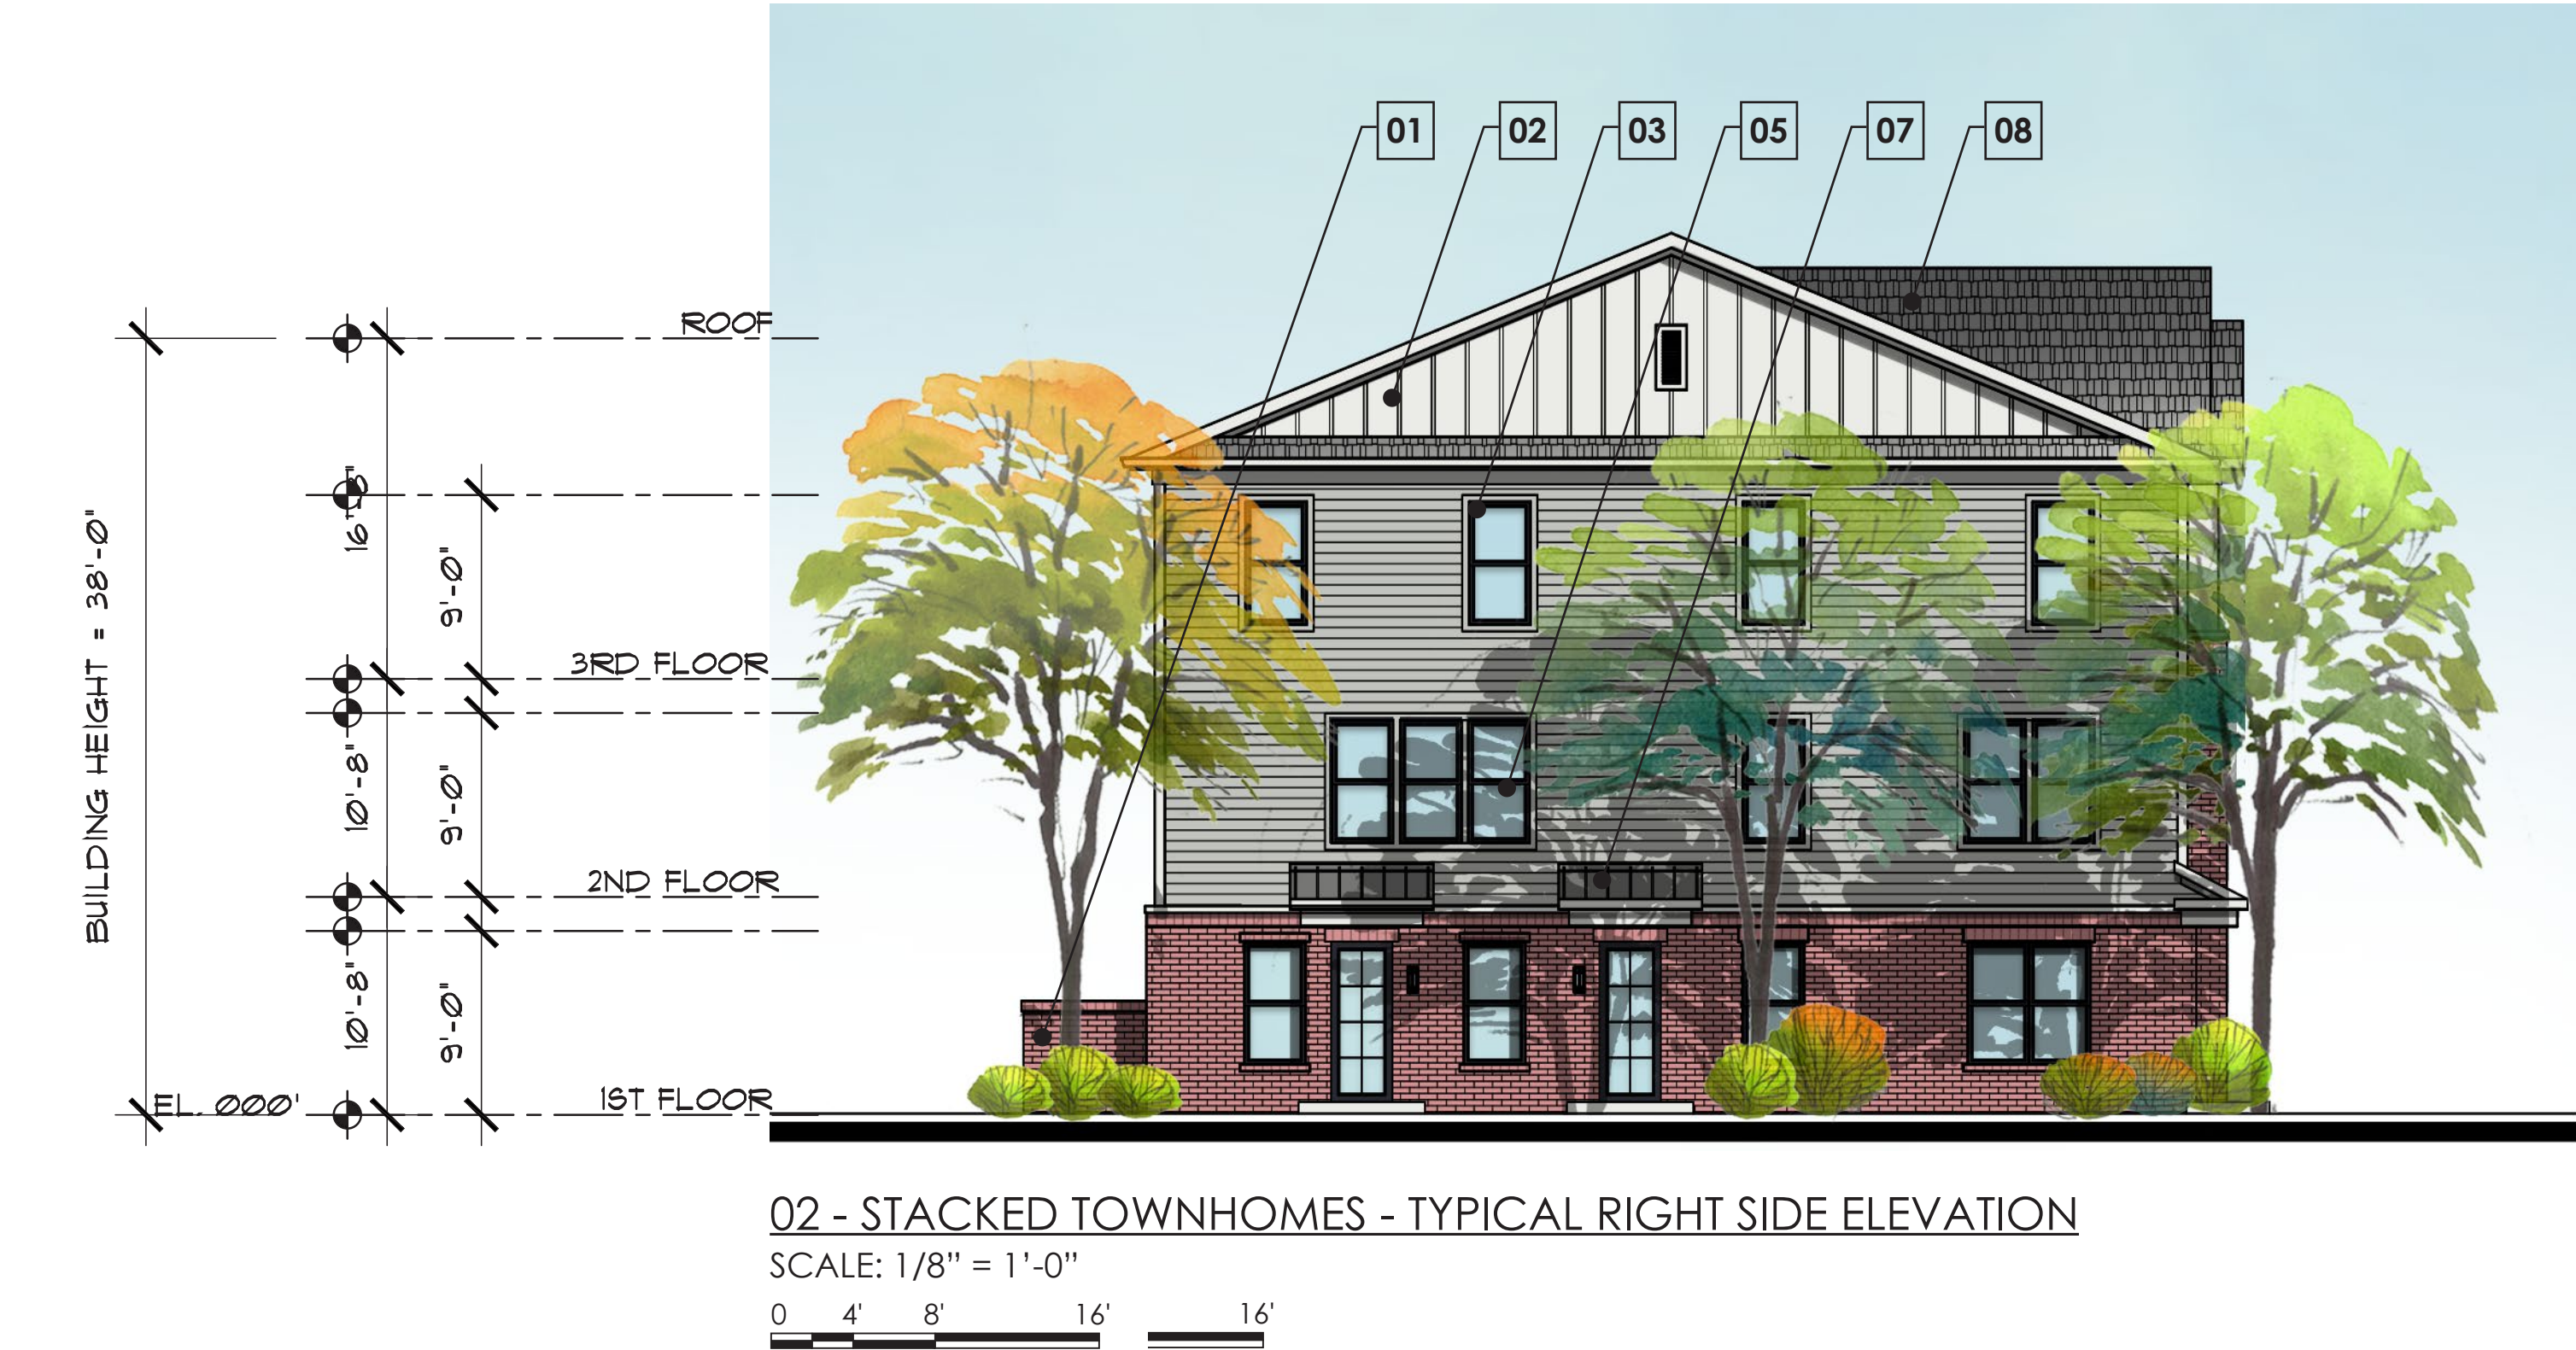 01 02 03 05 07 08
ROOF
16'-8"
9'-0"
BUILDING HEIGHT = 38'-0"
3RD FLOOR
10'-8"
9'-0"
2ND FLOOR
10'-8"
9'-0"
EL. 000'
1ST FLOOR
02 - STACKED TOWNHOMES - TYPICAL RIGHT SIDE ELEVATION
SCALE: 1/8” = 1’-0”
0 4' 8' 16' 16'